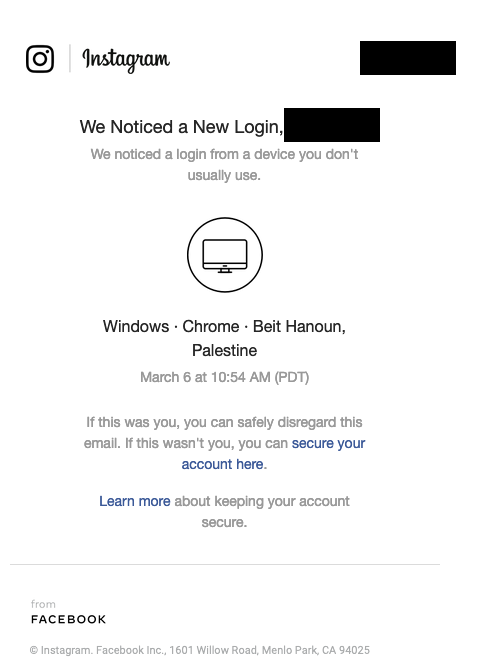 Instagram
We Noticed a New Login,
We noticed a login from a device you don't
usually use.
Windows · Chrome · Beit Hanoun,
Palestine
March 6 at 10:54 AM (PDT)
If this was you, you can safely disregard this
email. If this wasn't you, you can secure your
account here.
Learn more about keeping your account
secure.
from
FACEBOOK
© Instagram. Facebook Inc., 1601 Willow Road, Menlo Park, CA 94025